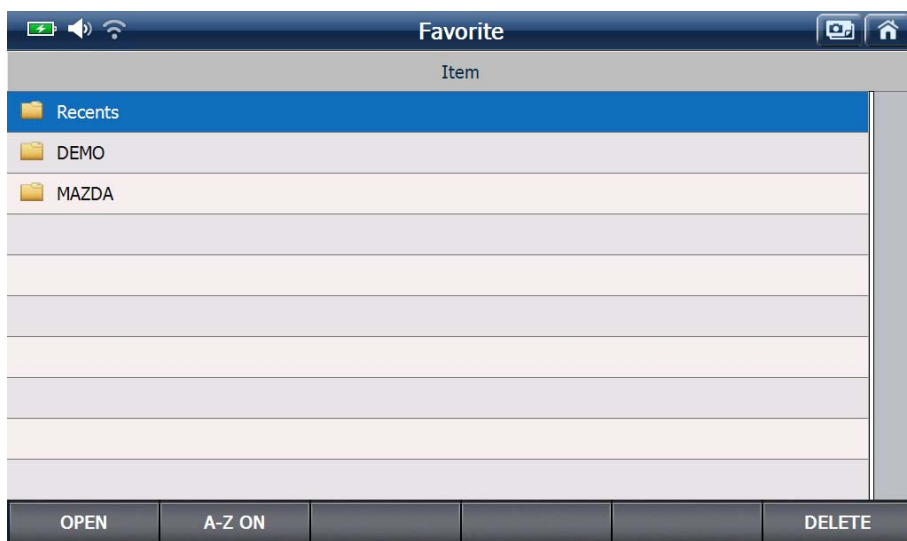 Favorite
Item
Recents
DEMO
MAZDA
OPEN A-Z ON DELETE